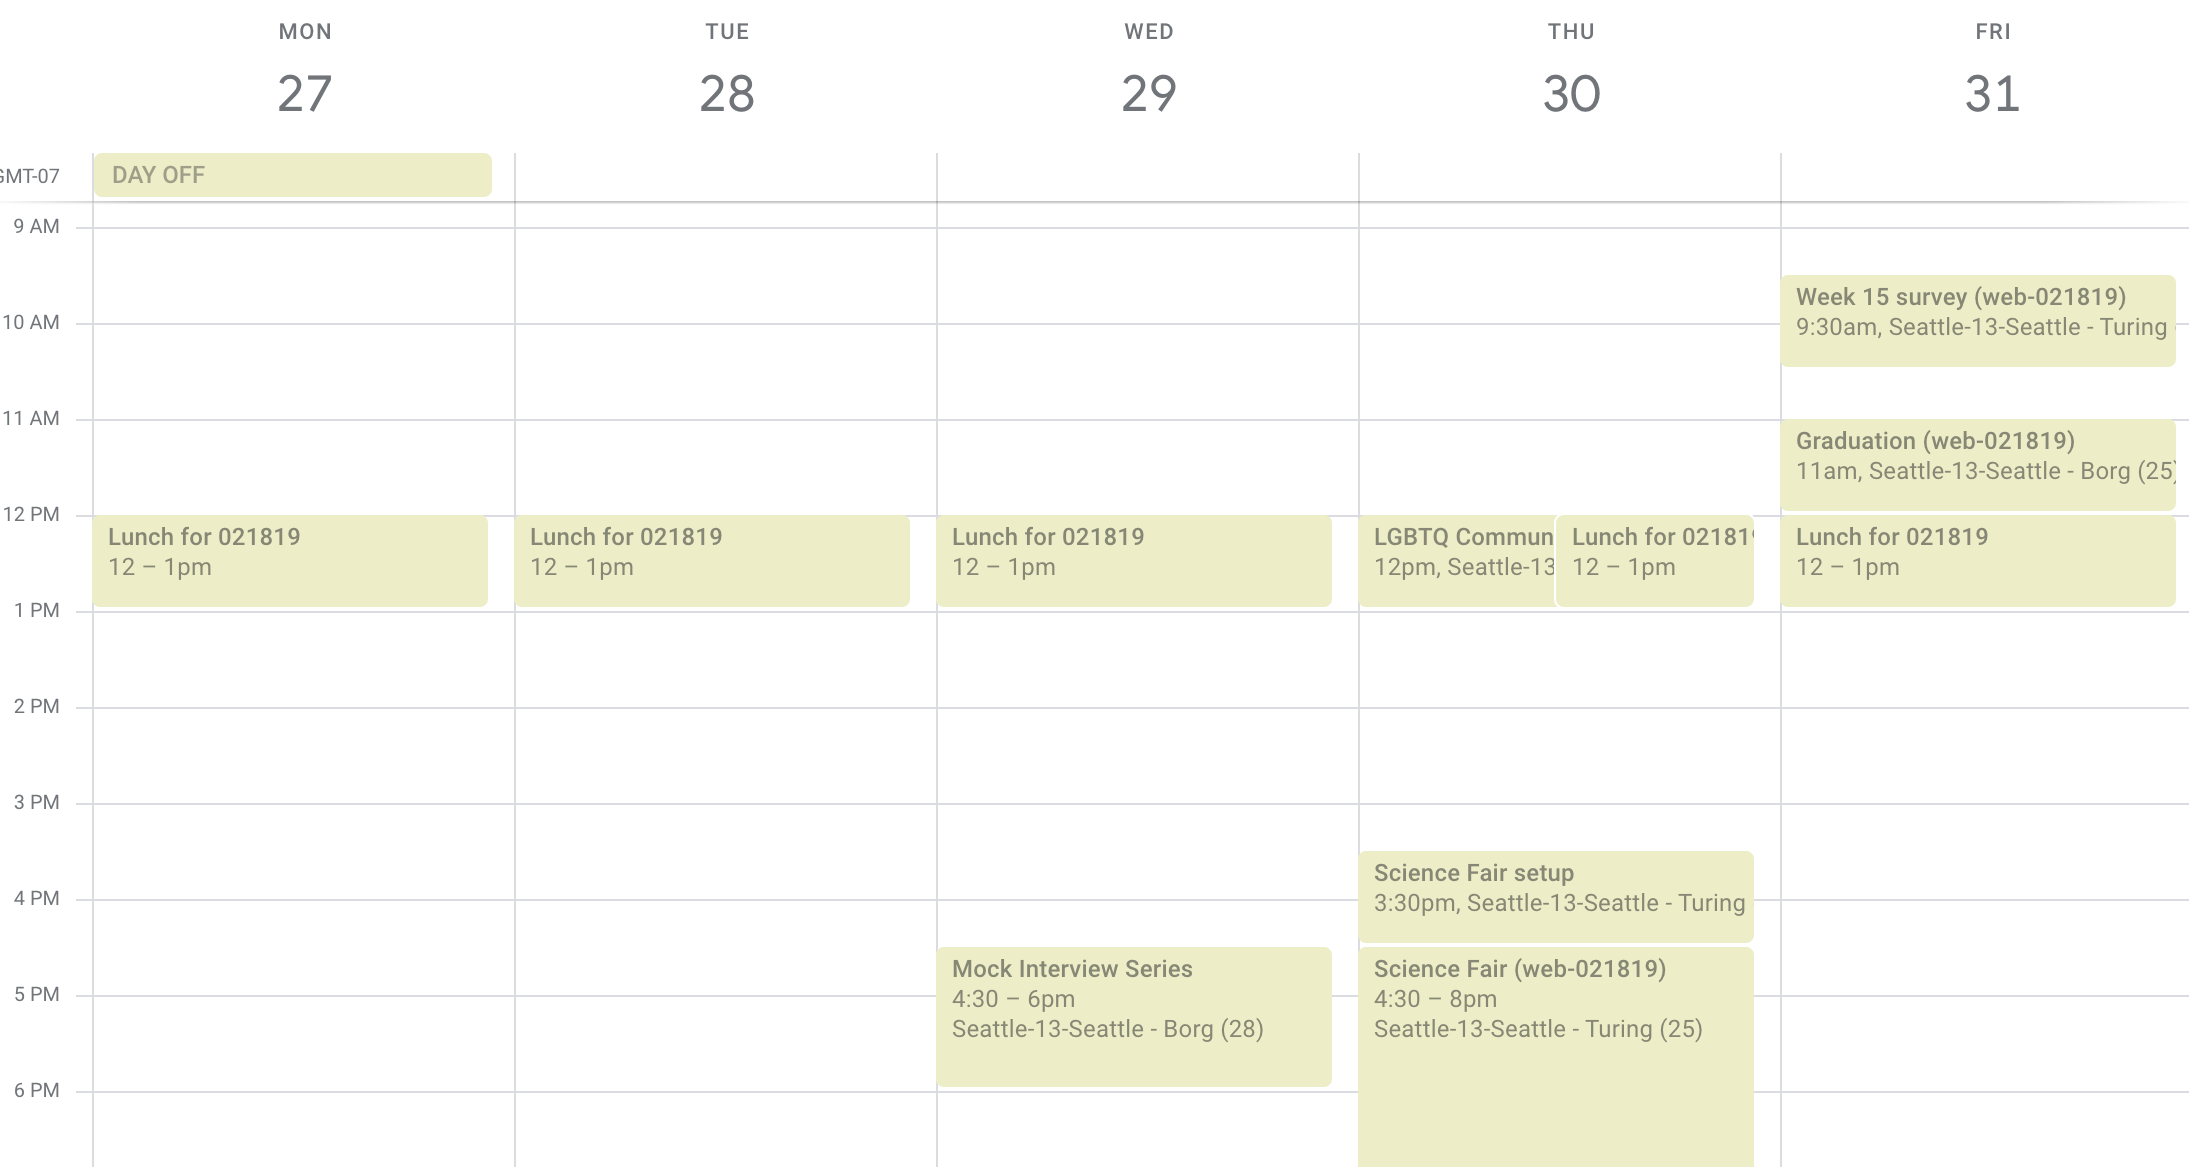 MON
TUE
WED
THU
FRI
27
28
29
30
31
GMT-07
DAY OFF
9 AM
10 AM
11 AM
12 PM
1 PM
2 PM
3 PM
4 PM
5 PM
6 PM
Lunch for 021819
12 – 1pm
Lunch for 021819
12 – 1pm
Lunch for 021819
12 – 1pm
Mock Interview Series
4:30 – 6pm
Seattle-13-Seattle - Borg (28)
LGBTQ Commun
12pm, Seattle-13
Lunch for 02181
12 – 1pm
Science Fair setup
3:30pm, Seattle-13-Seattle - Turing
Science Fair (web-021819)
4:30 – 8pm
Seattle-13-Seattle - Turing (25)
Week 15 survey (web-021819)
9:30am, Seattle-13-Seattle - Turing
Graduation (web-021819)
11am, Seattle-13-Seattle - Borg (25)
Lunch for 021819
12 – 1pm